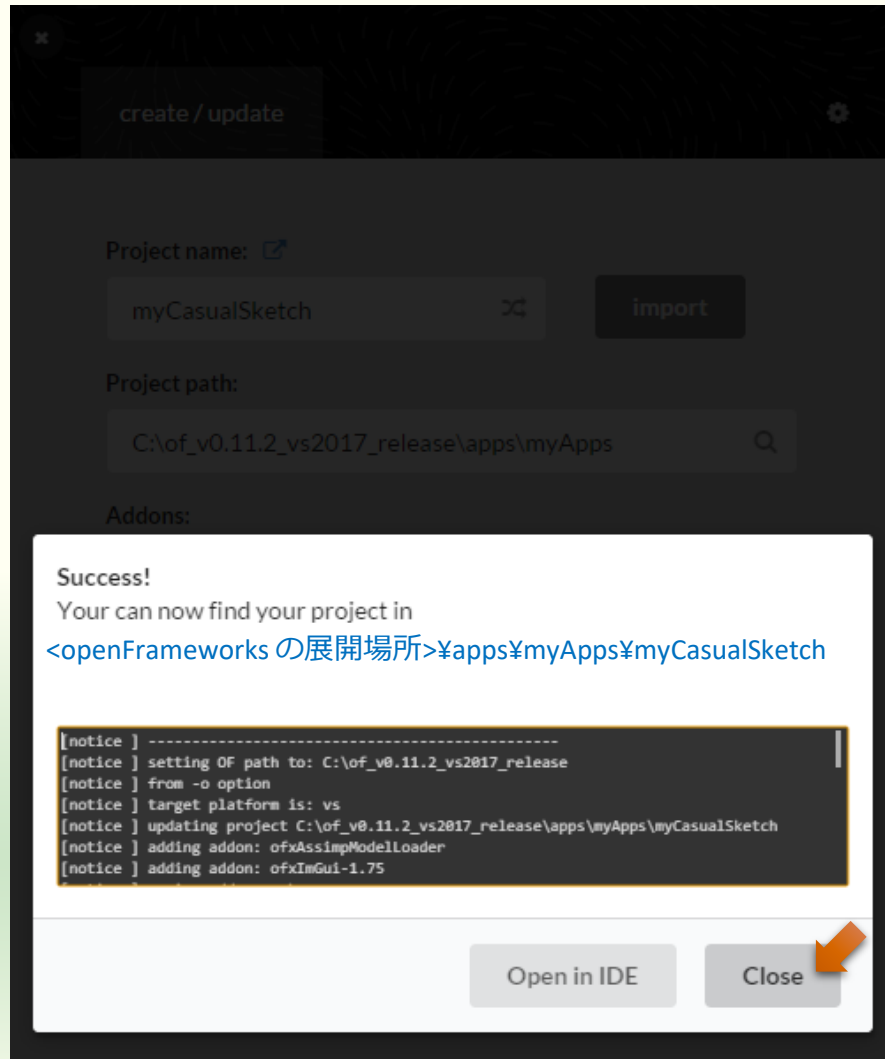 create / update
Project name:
myCasualSketch
import
Project path:
C:\of_v0.11.2_vs2017_release\apps\myApps
Addons:
Success!
Your can now find your project in
<openFrameworks の展開場所>¥apps¥myApps¥myCasualSketch
[notice ] -----------------------------------------------
[notice ] setting OF path to: C:\of_v0.11.2_vs2017_release
[notice ] from -o option
[notice ] target platform is: vs
[notice ] updating project C:\of_v0.11.2_vs2017_release\apps\myApps\myCasualSketch
[notice ] adding addon: ofxAssimpModelLoader
[notice ] adding addon: ofxImGui-1.75
Open in IDE
Close